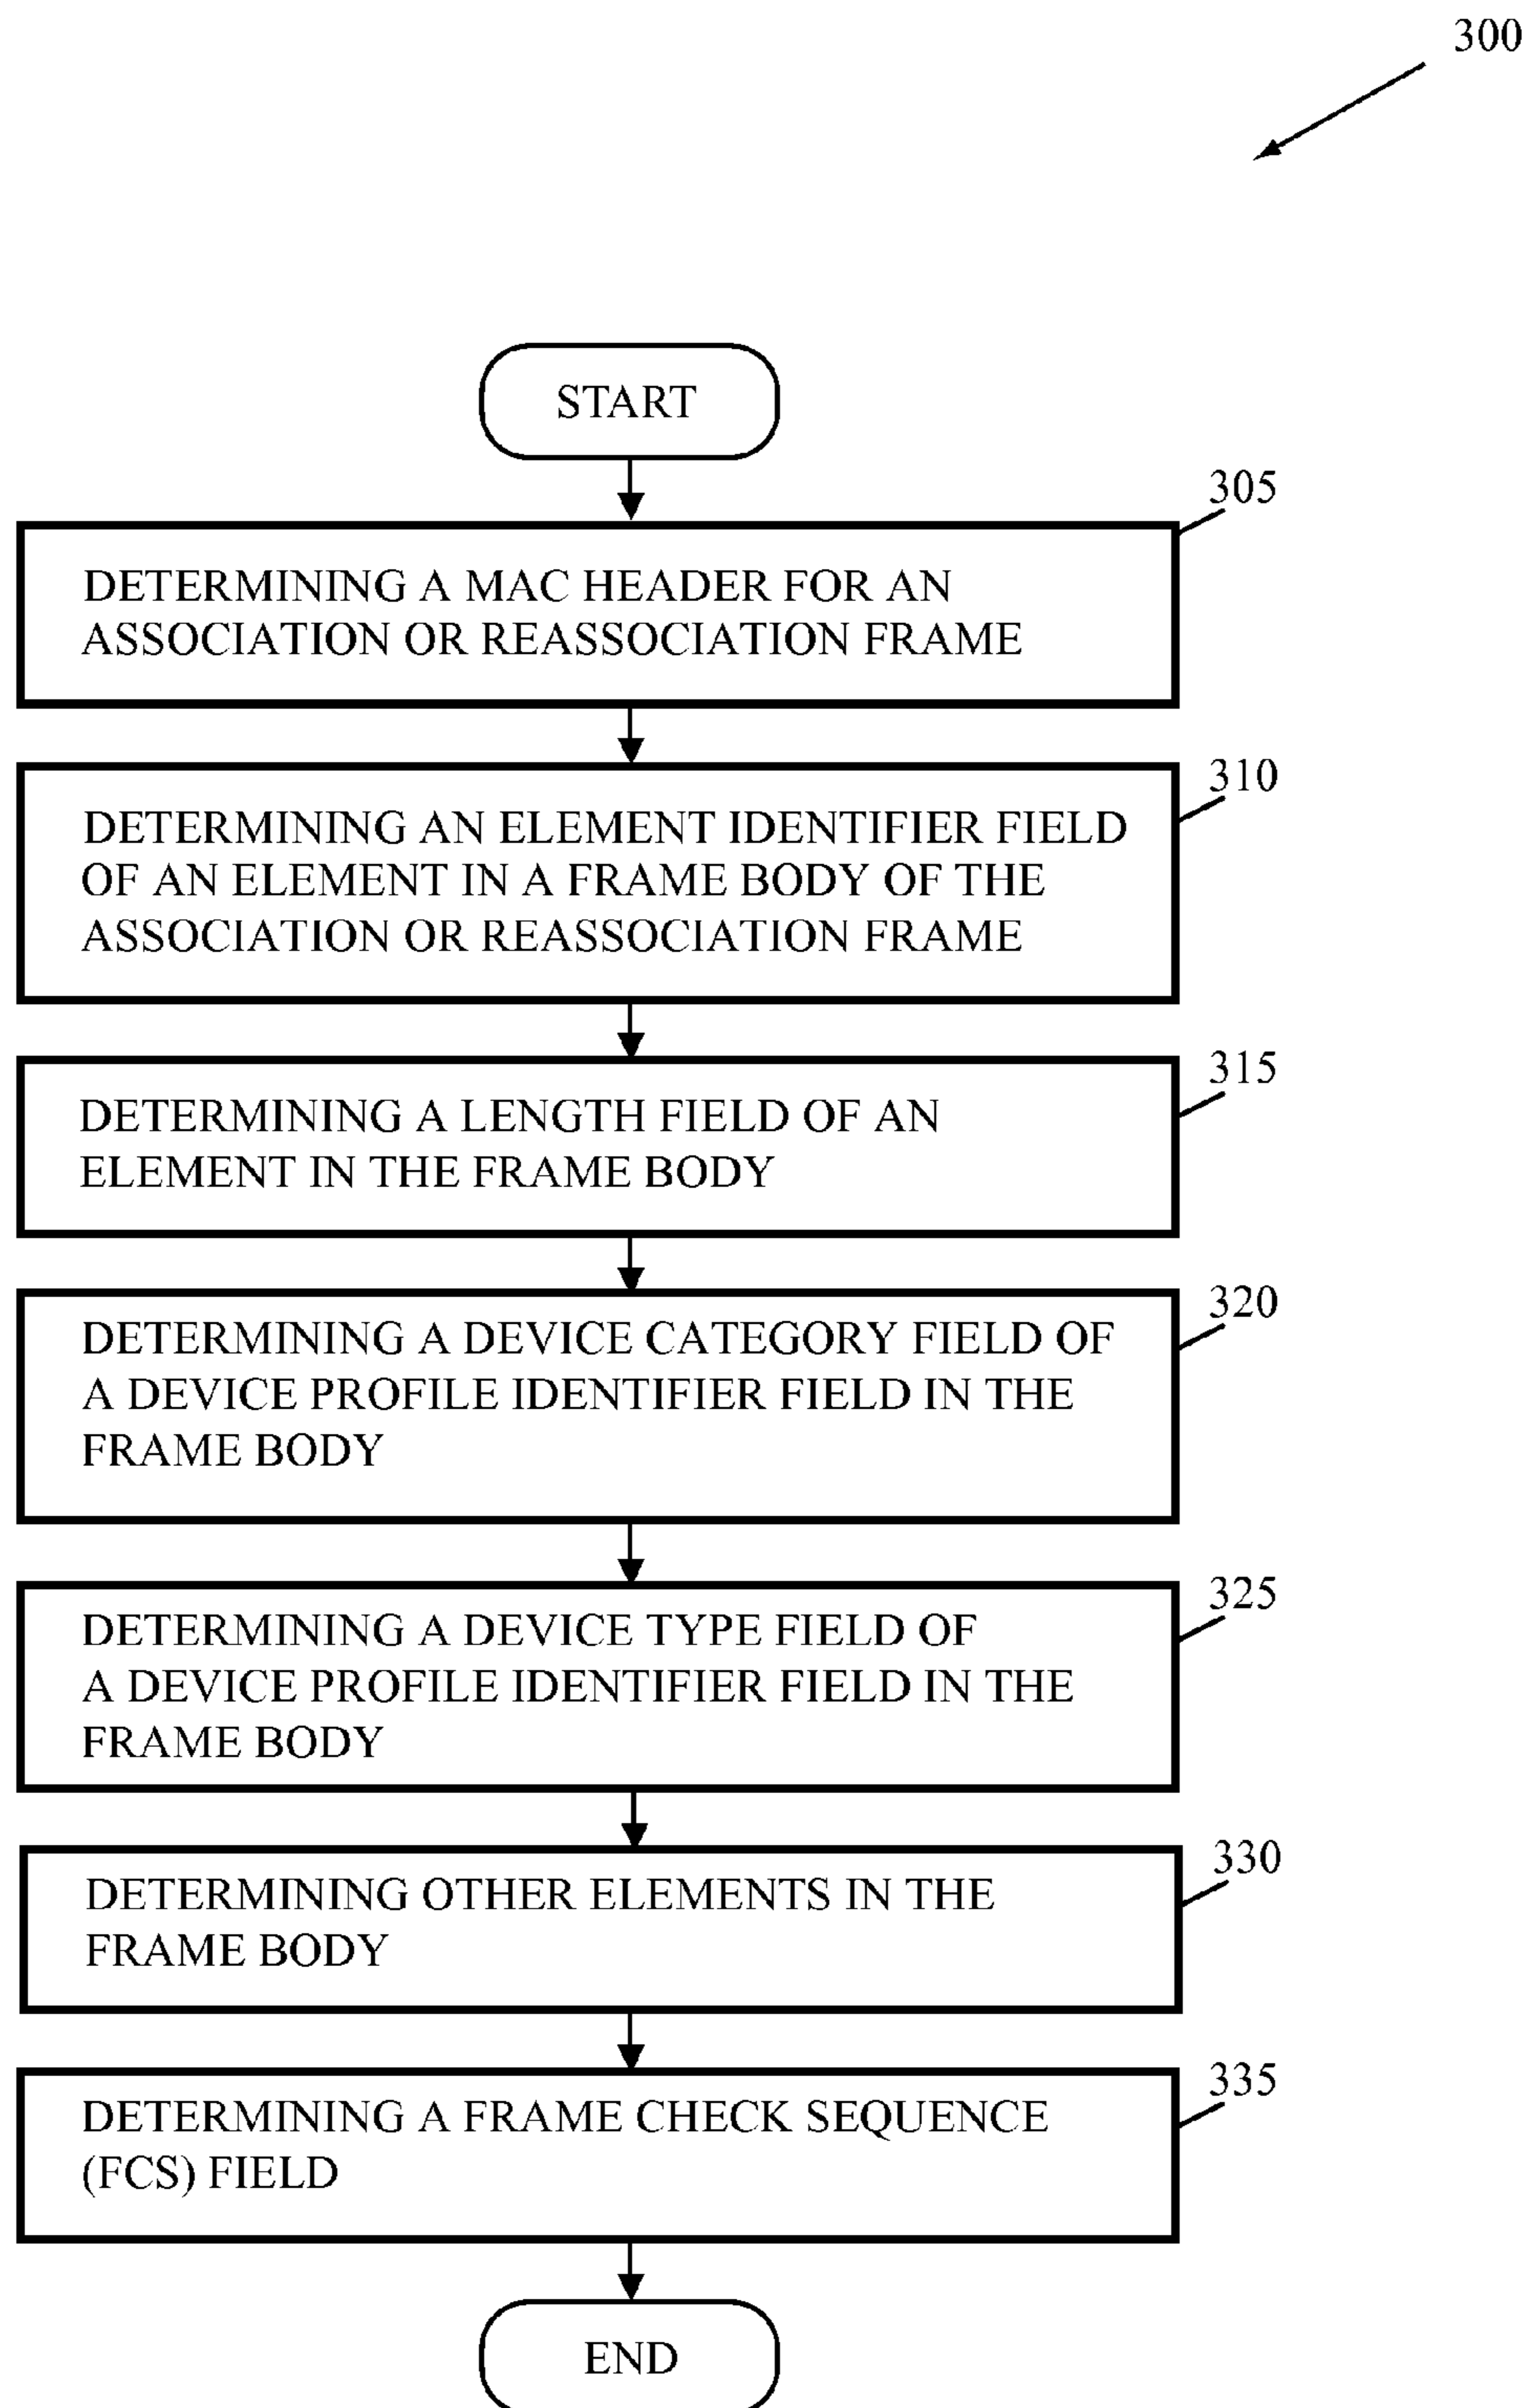 300
START
305
DETERMINING A MAC HEADER FOR AN
ASSOCIATION OR REASSOCIATION FRAME
310
DETERMINING AN ELEMENT IDENTIFIER FIELD
OF AN ELEMENT IN A FRAME BODY OF THE
ASSOCIATION OR REASSOCIATION FRAME
315
DETERMINING A LENGTH FIELD OF AN
ELEMENT IN THE FRAME BODY
320
DETERMINING A DEVICE CATEGORY FIELD OF
A DEVICE PROFILE IDENTIFIER FIELD IN THE
FRAME BODY
325
DETERMINING A DEVICE TYPE FIELD OF
A DEVICE PROFILE IDENTIFIER FIELD IN THE
FRAME BODY
330
DETERMINING OTHER ELEMENTS IN THE
FRAME BODY
335
DETERMINING A FRAME CHECK SEQUENCE
(FCS) FIELD
END